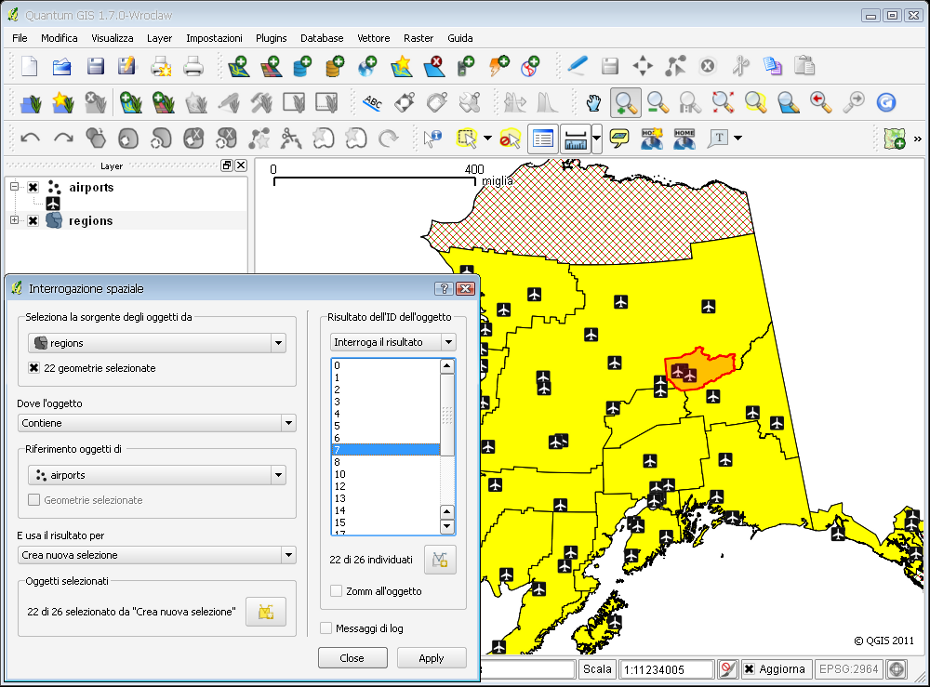 Quantum GIS 1.7.0-Wroclaw
File Modifica Visualizza Layer Impostazioni Plugins Database Vettore Raster Guida
ABC
HOME
T
»
Layer
airports
regions
0 400
miglia
Interrogazione spaziale
Seleziona la sorgente degli oggetti da
regions
22 geometrie selezionate
Dove l'oggetto
Contiene
Riferimento oggetti di
airports
Geometrie selezionate
E usa il risultato per
Crea nuova selezione
Oggetti selezionati
22 di 26 selezionato da "Crea nuova selezione"
Risultato dell'ID dell'oggetto
Interroga il risultato
0
1
2
3
4
5
6
7
8
10
12
13
14
15
17
22 di 26 individuati
Zomm all'oggetto
Messaggi di log
Close Apply
© QGIS 2011
Scala 1:11234005 Aggiorna EPSG:2964